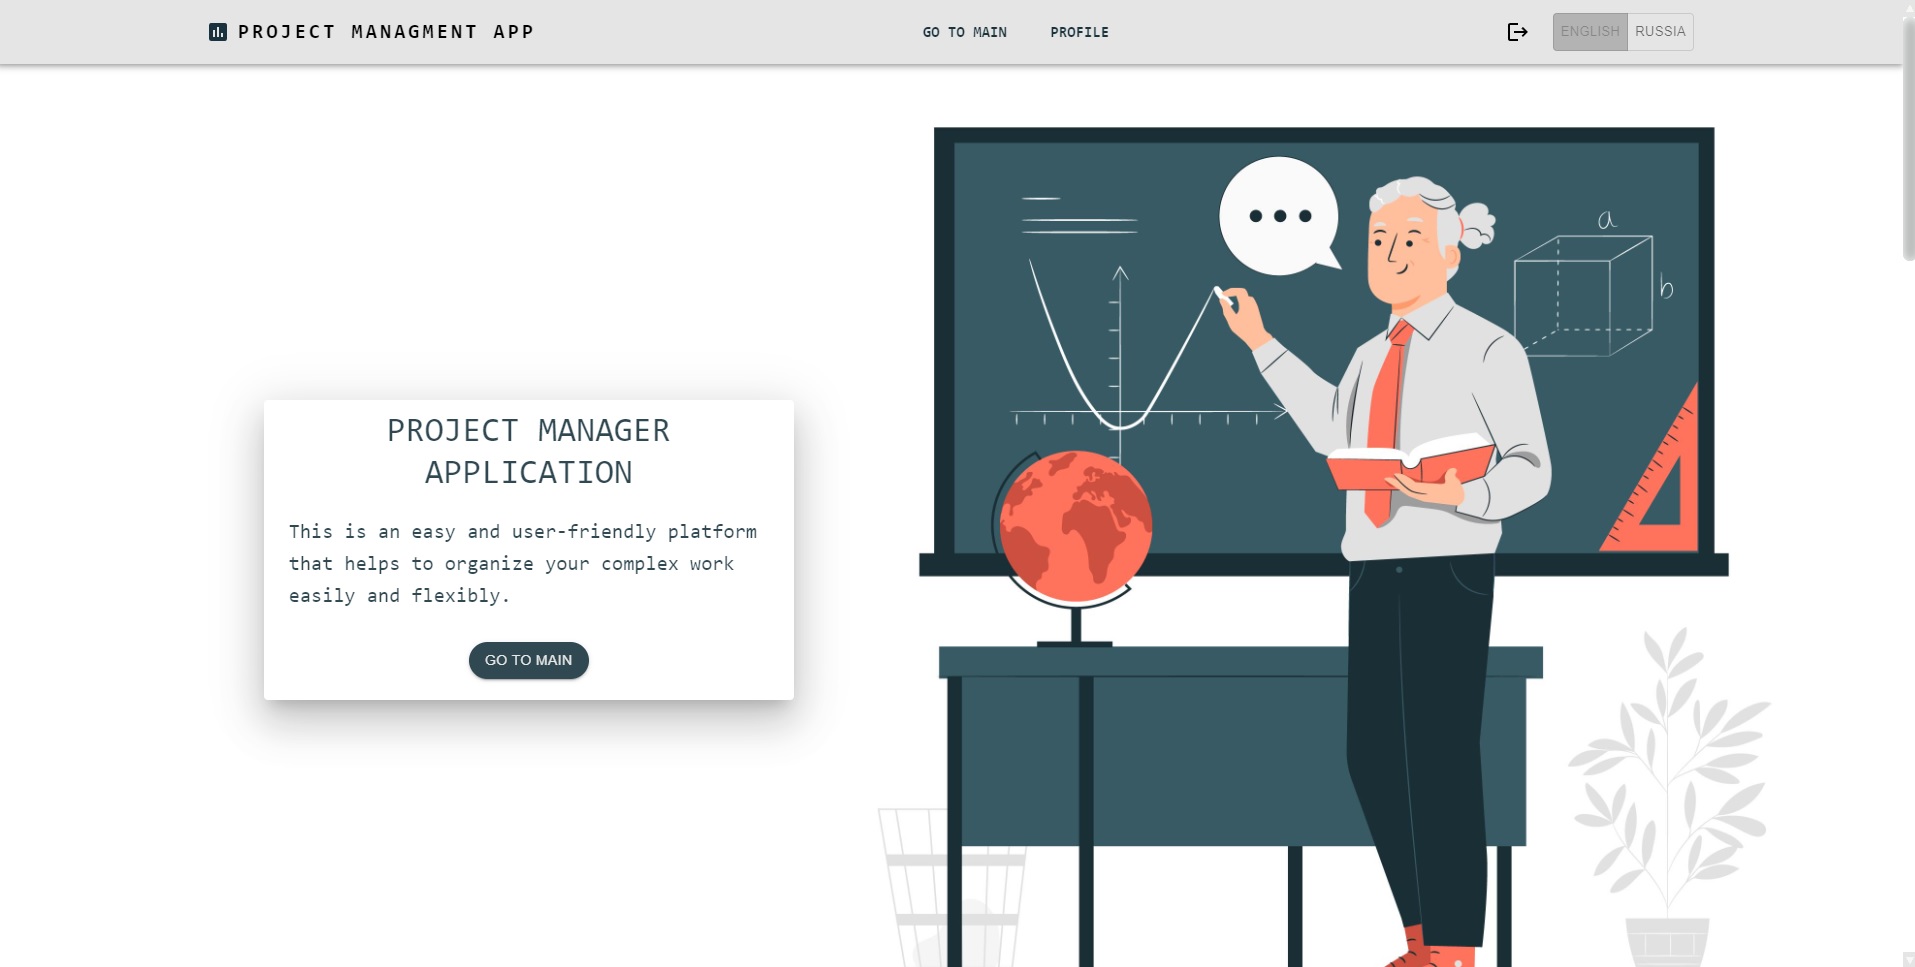 PROJECT MANAGMENT APP
GO TO MAIN
PROFILE
ENGLISH
RUSSIA
a
b
PROJECT MANAGER
APPLICATION
This is an easy and user-friendly platform
that helps to organize your complex work
easily and flexibly.
GO TO MAIN